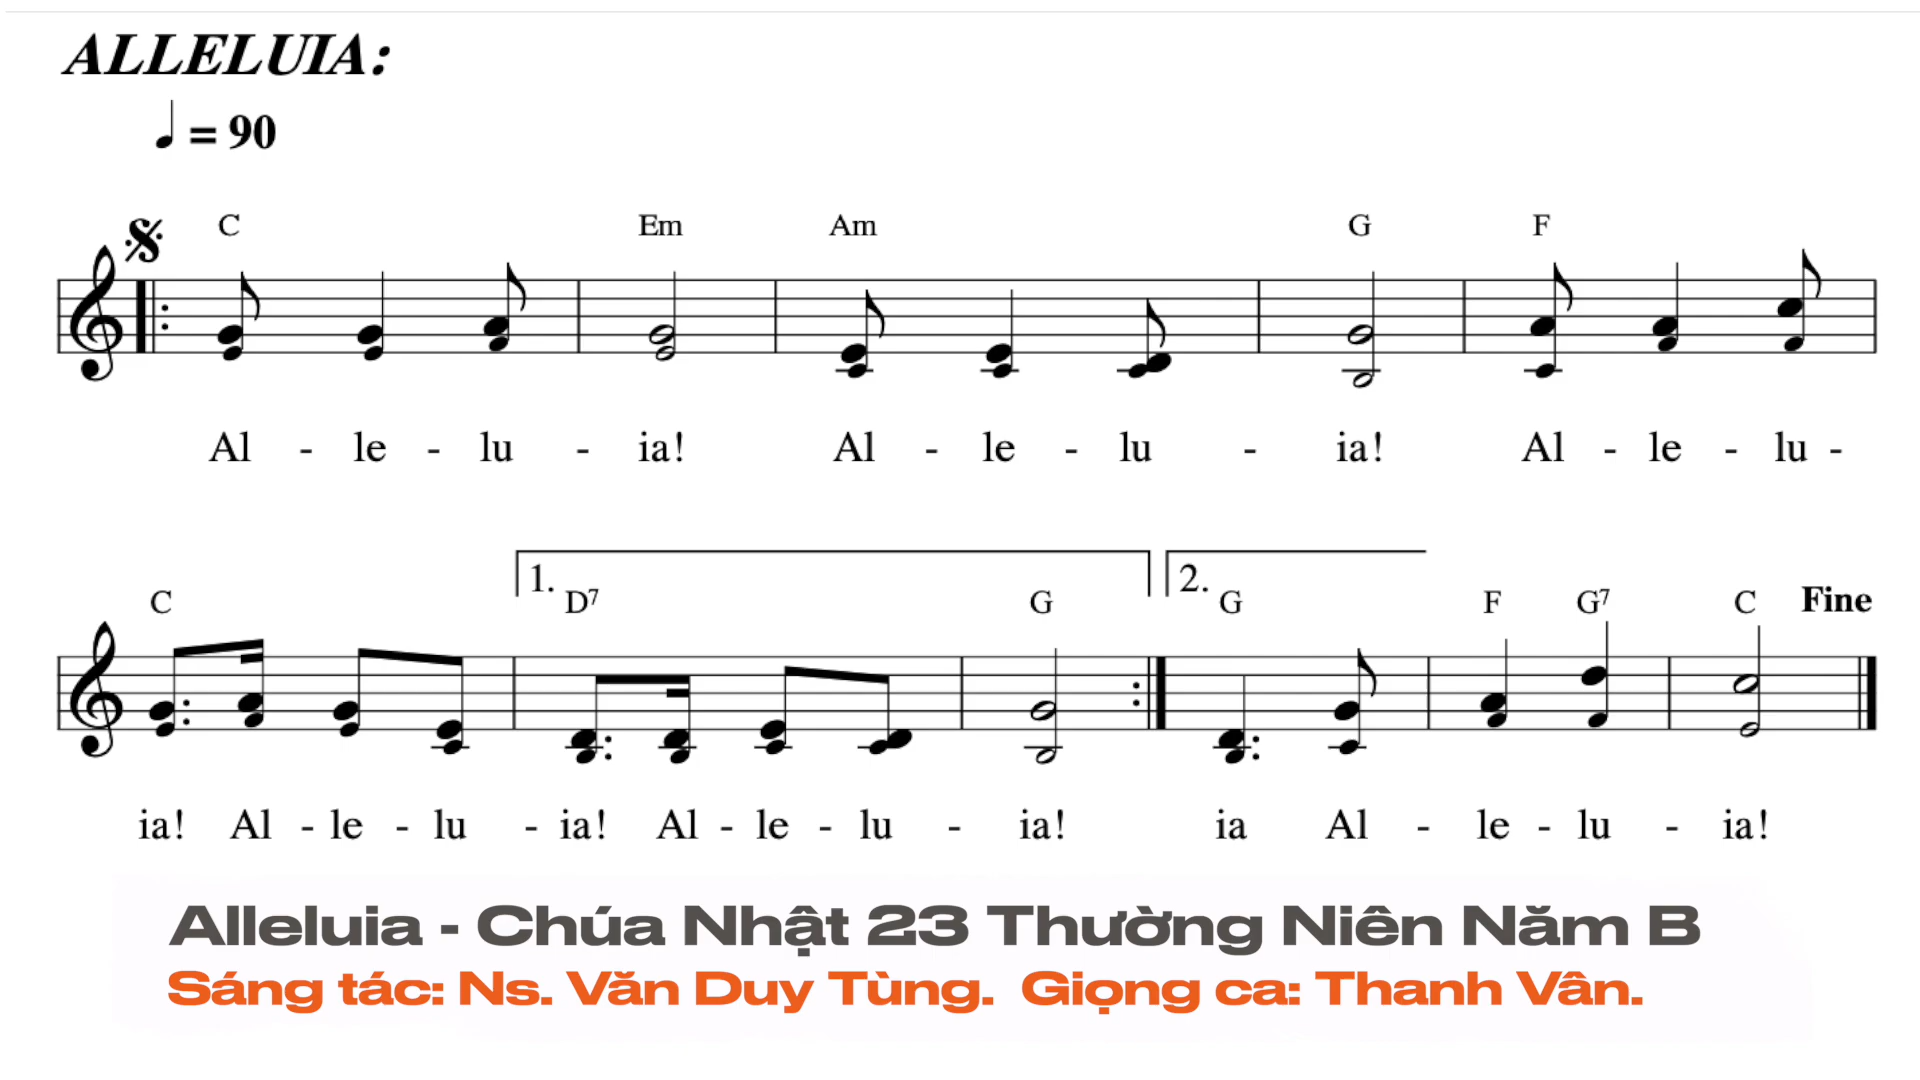 ALLELUIA:
♩ = 90
C Em Am G F
Al - le - lu - ia! Al - le - lu - ia! Al - le - lu -
1. 2.
C D7 G G F G7 C Fine
ia! Al - le - lu - ia! Al - le - lu - ia! ia Al - le - lu - ia!
Alleluia - Chúa Nhật 23 Thường Niên Năm B
Sáng tác: Ns. Văn Duy Tùng. Giọng ca: Thanh Vân.